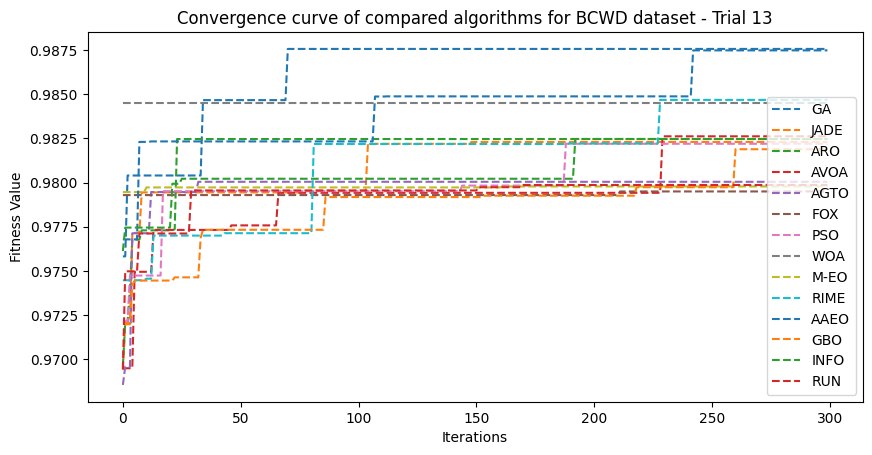 Convergence curve of compared algorithms for BCWD dataset - Trial 13
Fitness Value
0.9875
0.9850
0.9825
0.9800
0.9775
0.9750
0.9725
0.9700
0
50
100
150
200
250
300
Iterations
GA
JADE
ARO
AVOA
AGTO
FOX
PSO
WOA
M-EO
RIME
AAEO
GBO
INFO
RUN